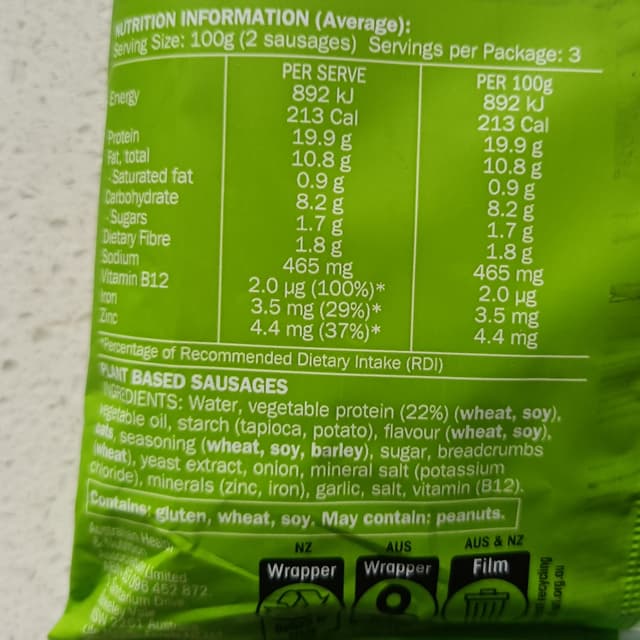 NUTRITION INFORMATION (Average):
Serving Size: 100g (2 sausages) Servings per Package: 3
PER SERVE PER 100g
Energy 892 kJ 892 kJ
213 Cal 213 Cal
Protein 19.9 g 19.9 g
Fat, total 10.8 g 10.8 g
- Saturated fat 0.9 g 0.9 g
Carbohydrate 8.2 g 8.2 g
- Sugars 1.7 g 1.7 g
Dietary Fibre 1.8 g 1.8 g
Sodium 465 mg 465 mg
Vitamin B12 2.0 µg (100%)* 2.0 µg
Iron 3.5 mg (29%)* 3.5 mg
Zinc 4.4 mg (37%)* 4.4 mg
*Percentage of Recommended Dietary Intake (RDI)
PLANT BASED SAUSAGES
INGREDIENTS: Water, vegetable protein (22%) (wheat, soy),
vegetable oil, starch (tapioca, potato), flavour (wheat, soy),
oats, seasoning (wheat, soy, barley), sugar, breadcrumbs
(wheat), yeast extract, onion, mineral salt (potassium
chloride), minerals (zinc, iron), garlic, salt, vitamin (B12).
Contains: gluten, wheat, soy. May contain: peanuts.
Australian Health
Limited
452 872
Drive
NZ AUS AUS & NZ
Wrapper Wrapper Film